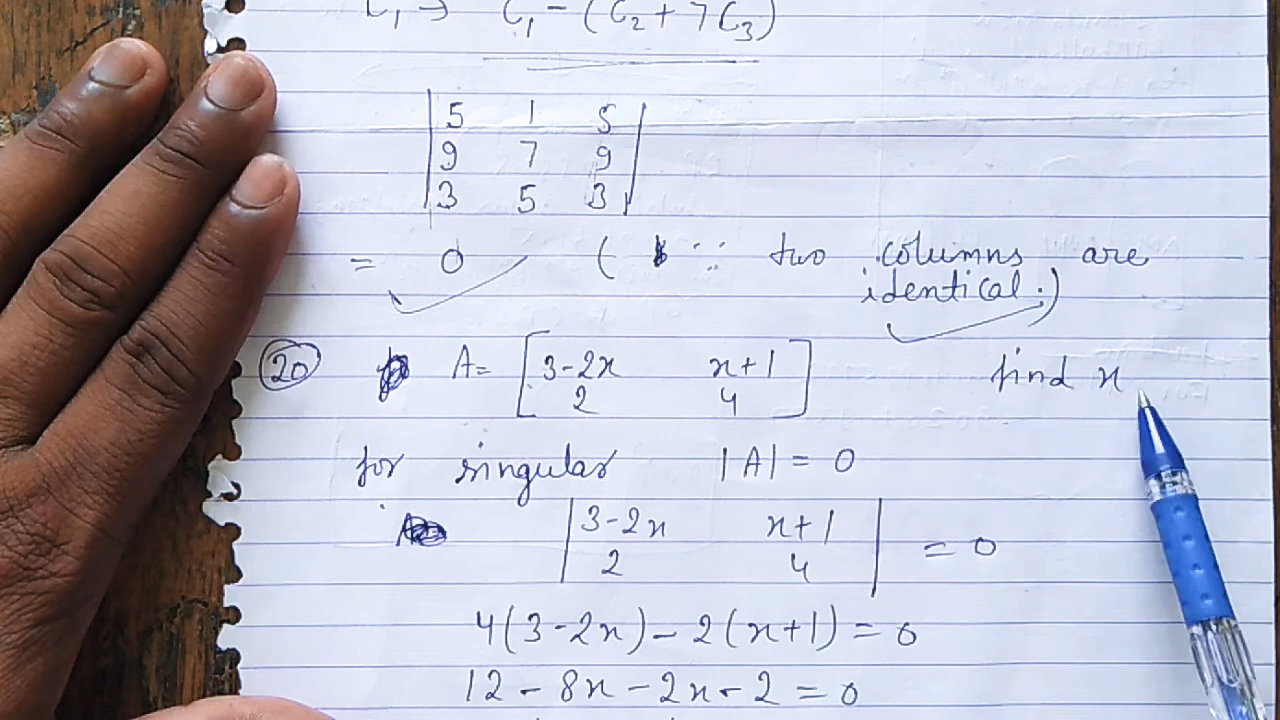 C₁ → C₁ - (C₂ + 7C₃)
5 1 5
9 7 9
3 5 3
= 0 ( ∵ two columns are
identical.)
20 A = [3-2x x+1
2 4] find x
for singular |A| = 0
|3-2x x+1
2 4| = 0
4(3-2x) - 2(x+1) = 0
12 - 8x - 2x - 2 = 0